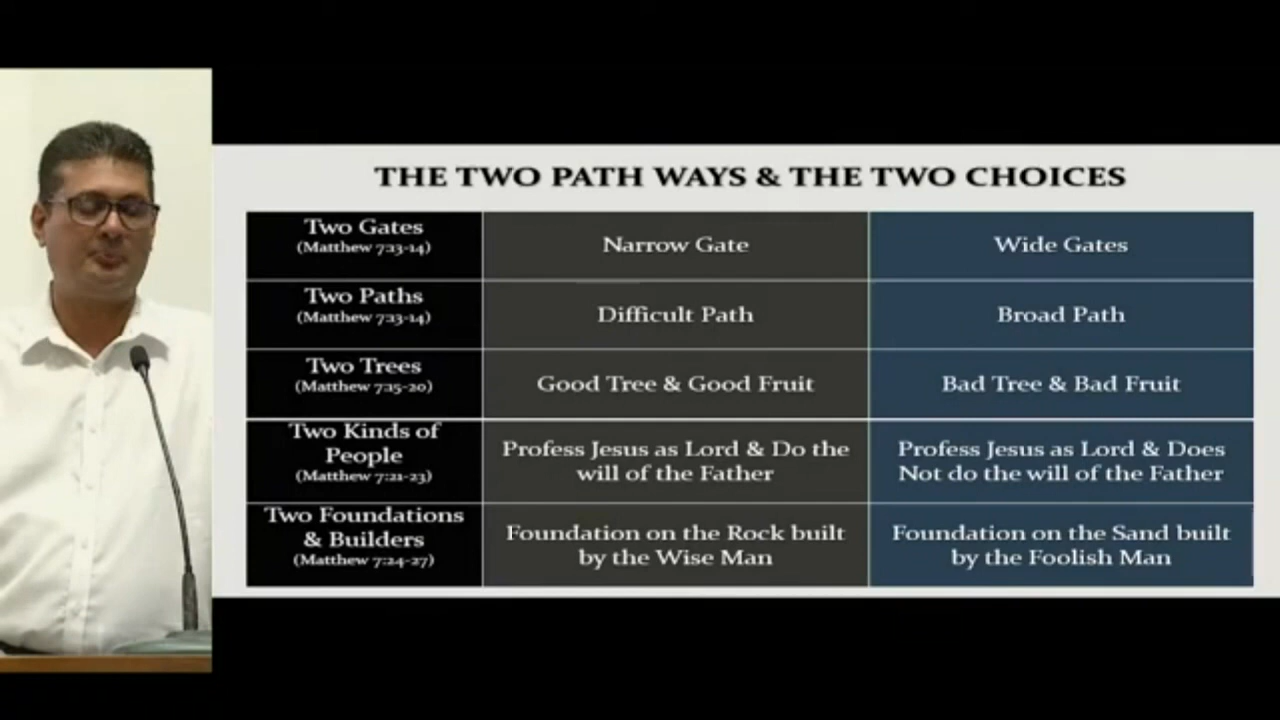 THE TWO PATH WAYS & THE TWO CHOICES
Two Gates
(Matthew 7:13-14)
Narrow Gate
Wide Gates
Two Paths
(Matthew 7:13-14)
Difficult Path
Broad Path
Two Trees
(Matthew 7:15-20)
Good Tree & Good Fruit
Bad Tree & Bad Fruit
Two Kinds of
People
(Matthew 7:21-23)
Profess Jesus as Lord & Do the
will of the Father
Profess Jesus as Lord & Does
Not do the will of the Father
Two Foundations
& Builders
(Matthew 7:24-27)
Foundation on the Rock built
by the Wise Man
Foundation on the Sand built
by the Foolish Man